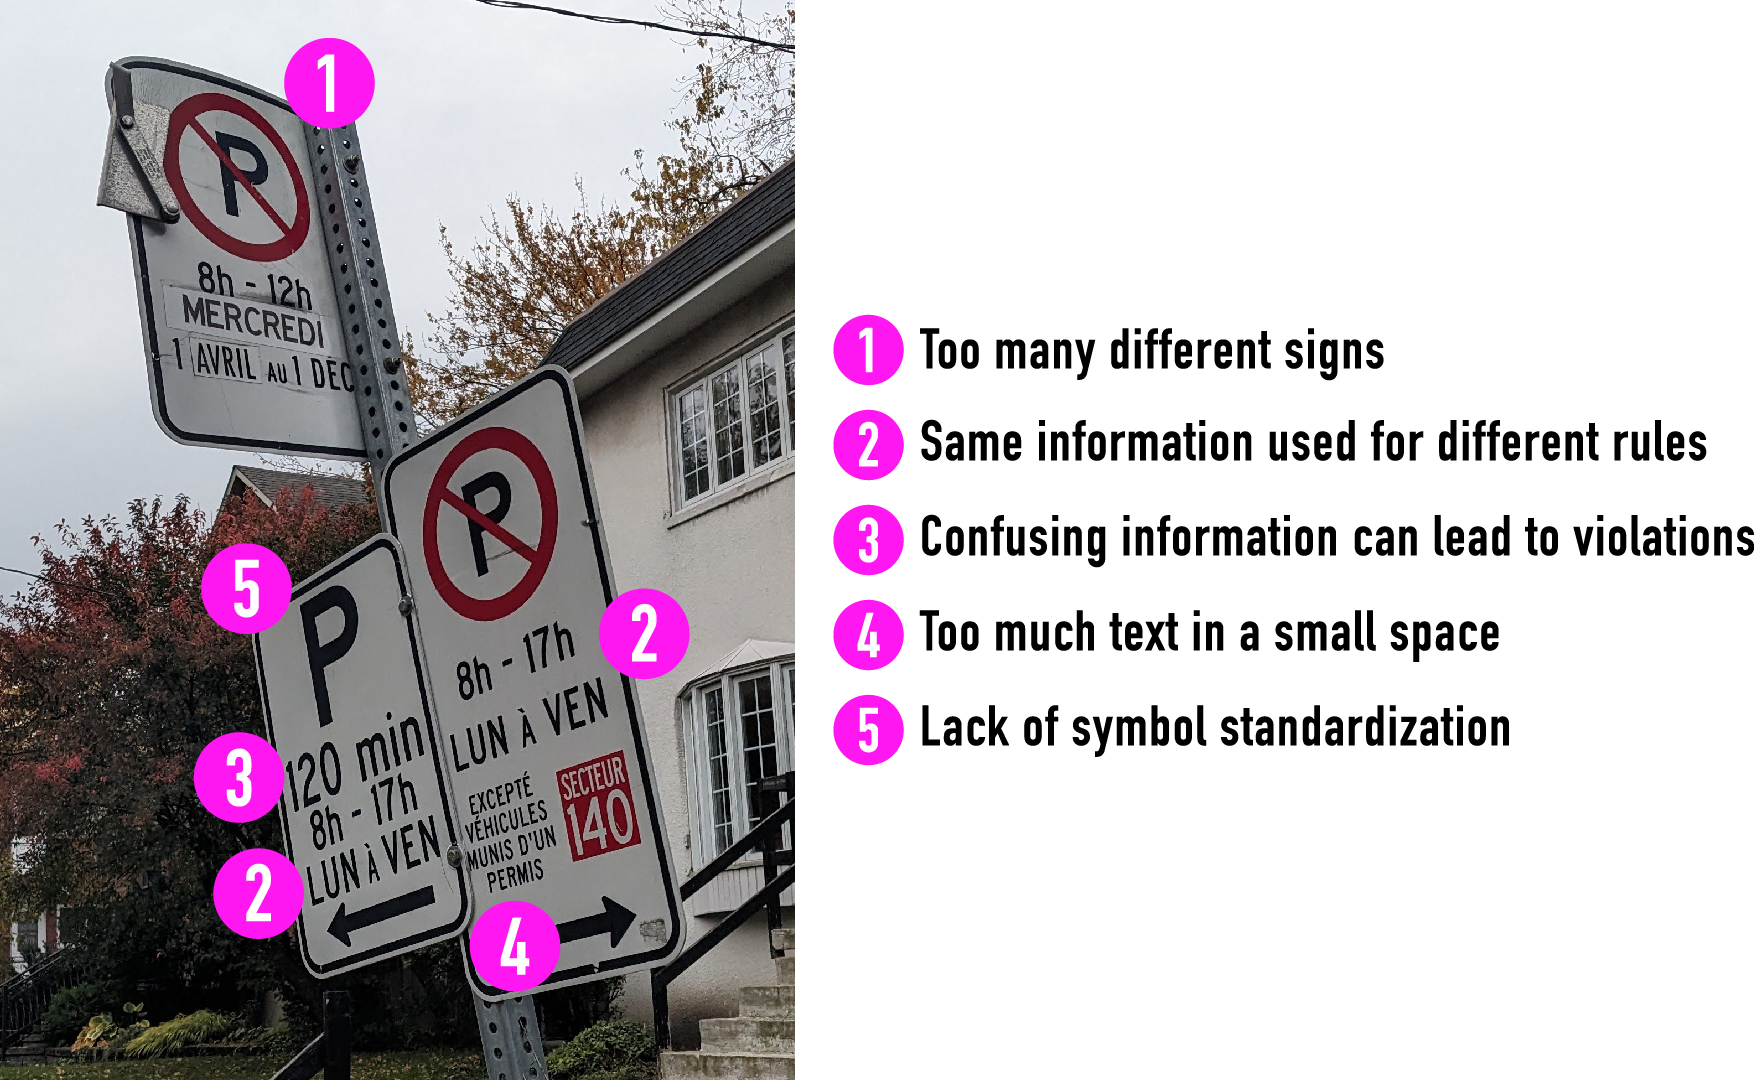 1
P
8h - 12h
MERCREDI
1 AVRIL AU 1 DEC
P
8h - 17h
LUN À VEN
EXCEPTÉ
VÉHICULES
MUNIS D'UN
PERMIS
SECTEUR
140
2
4
5
P
120 min
8h - 17h
LUN À VEN
3
2
1 Too many different signs
2 Same information used for different rules
3 Confusing information can lead to violations
4 Too much text in a small space
5 Lack of symbol standardization